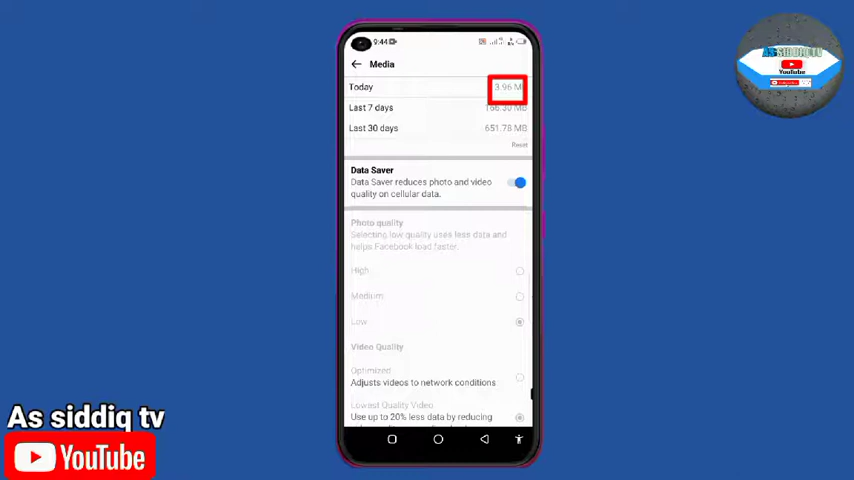 9:44
Media
Today 3.96 M
Last 7 days 166.30 MB
Last 30 days 651.78 MB
Reset
Data Saver
Data Saver reduces photo and video
quality on cellular data.
Photo quality
Selecting low quality uses less data and
helps Facebook load faster.
High
Medium
Low
Video Quality
Optimized
Adjusts videos to network conditions
Lowest Quality Video
Use up to 20% less data by reducing
AS SIDDIQ TV
YouTube
As siddiq tv
YouTube